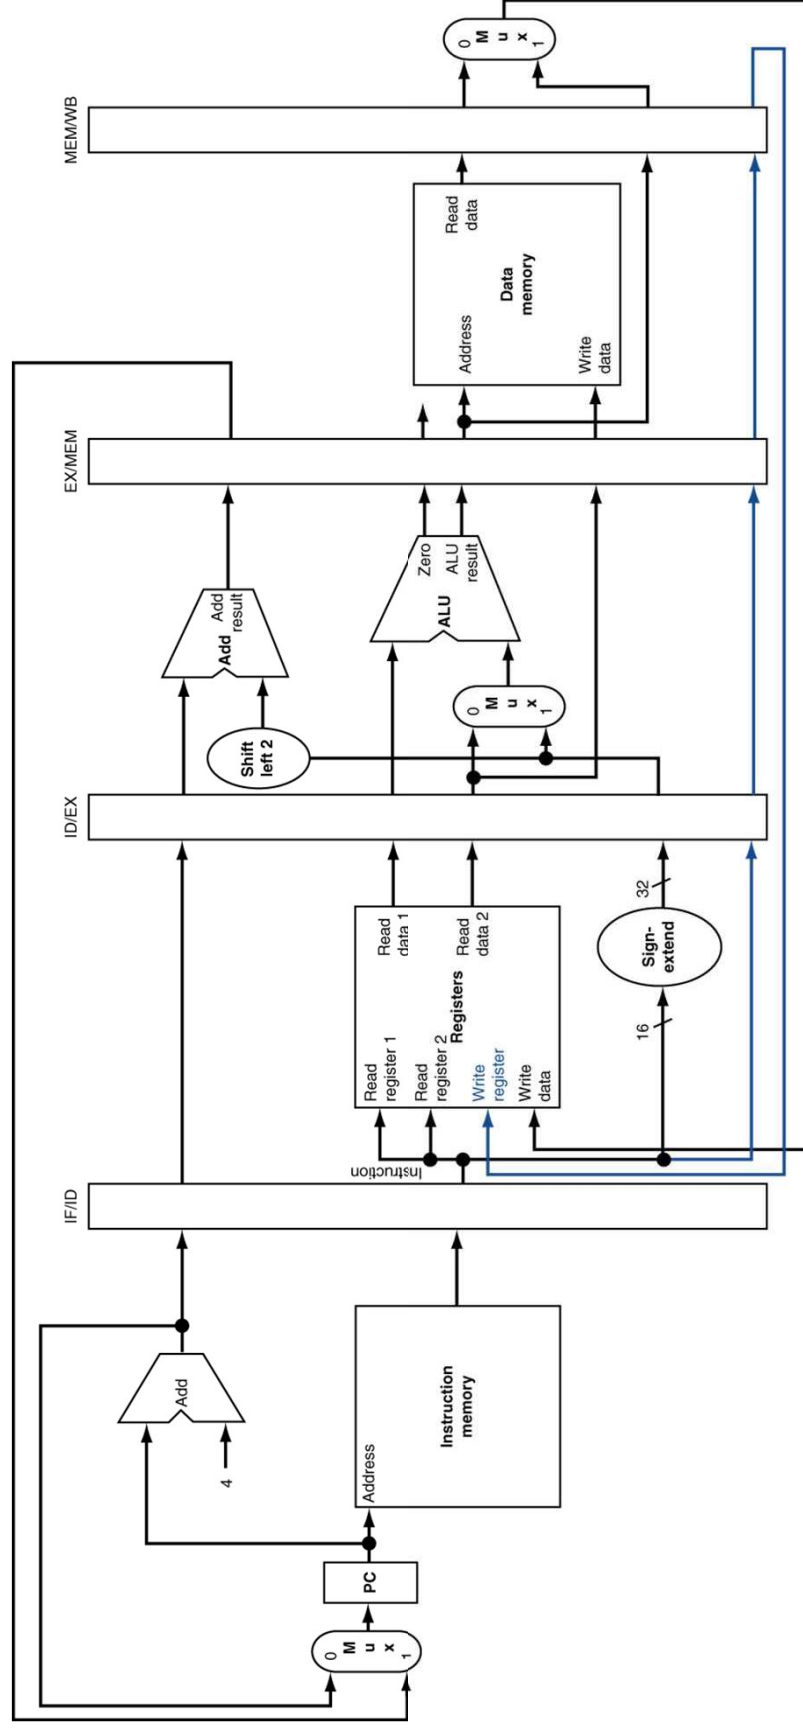 IF/ID
ID/EX
EX/MEM
MEM/WB
0
M
u
x
1
PC
4
Add
Address
Instruction
memory
Instruction
Read
register 1
Read
register 2
Write
register
Write
data
Registers
Read
data 1
Read
data 2
16
Sign-
extend
32
Shift
left 2
0
M
u
x
1
Add
Add
result
ALU
Zero
ALU
result
Address
Write
data
Data
memory
Read
data
0
M
u
x
1